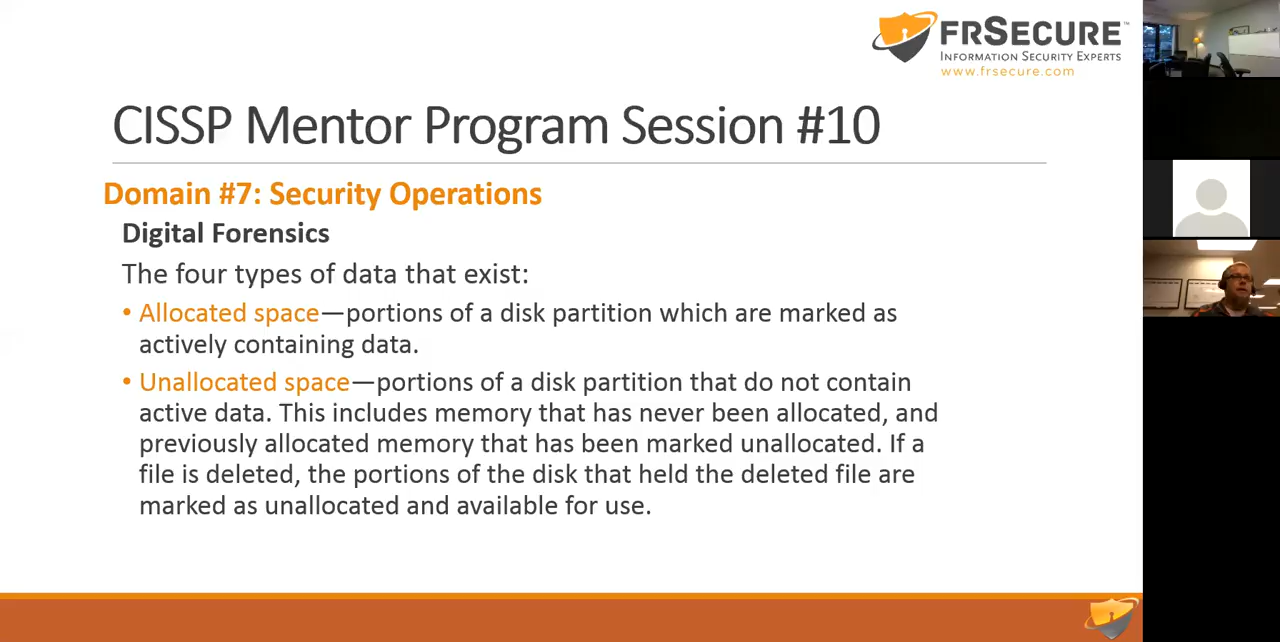 FRSECURE™
INFORMATION SECURITY EXPERTS
www.frsecure.com
CISSP Mentor Program Session #10
Domain #7: Security Operations
Digital Forensics
The four types of data that exist:
• Allocated space—portions of a disk partition which are marked as
actively containing data.
• Unallocated space—portions of a disk partition that do not contain
active data. This includes memory that has never been allocated, and
previously allocated memory that has been marked unallocated. If a
file is deleted, the portions of the disk that held the deleted file are
marked as unallocated and available for use.